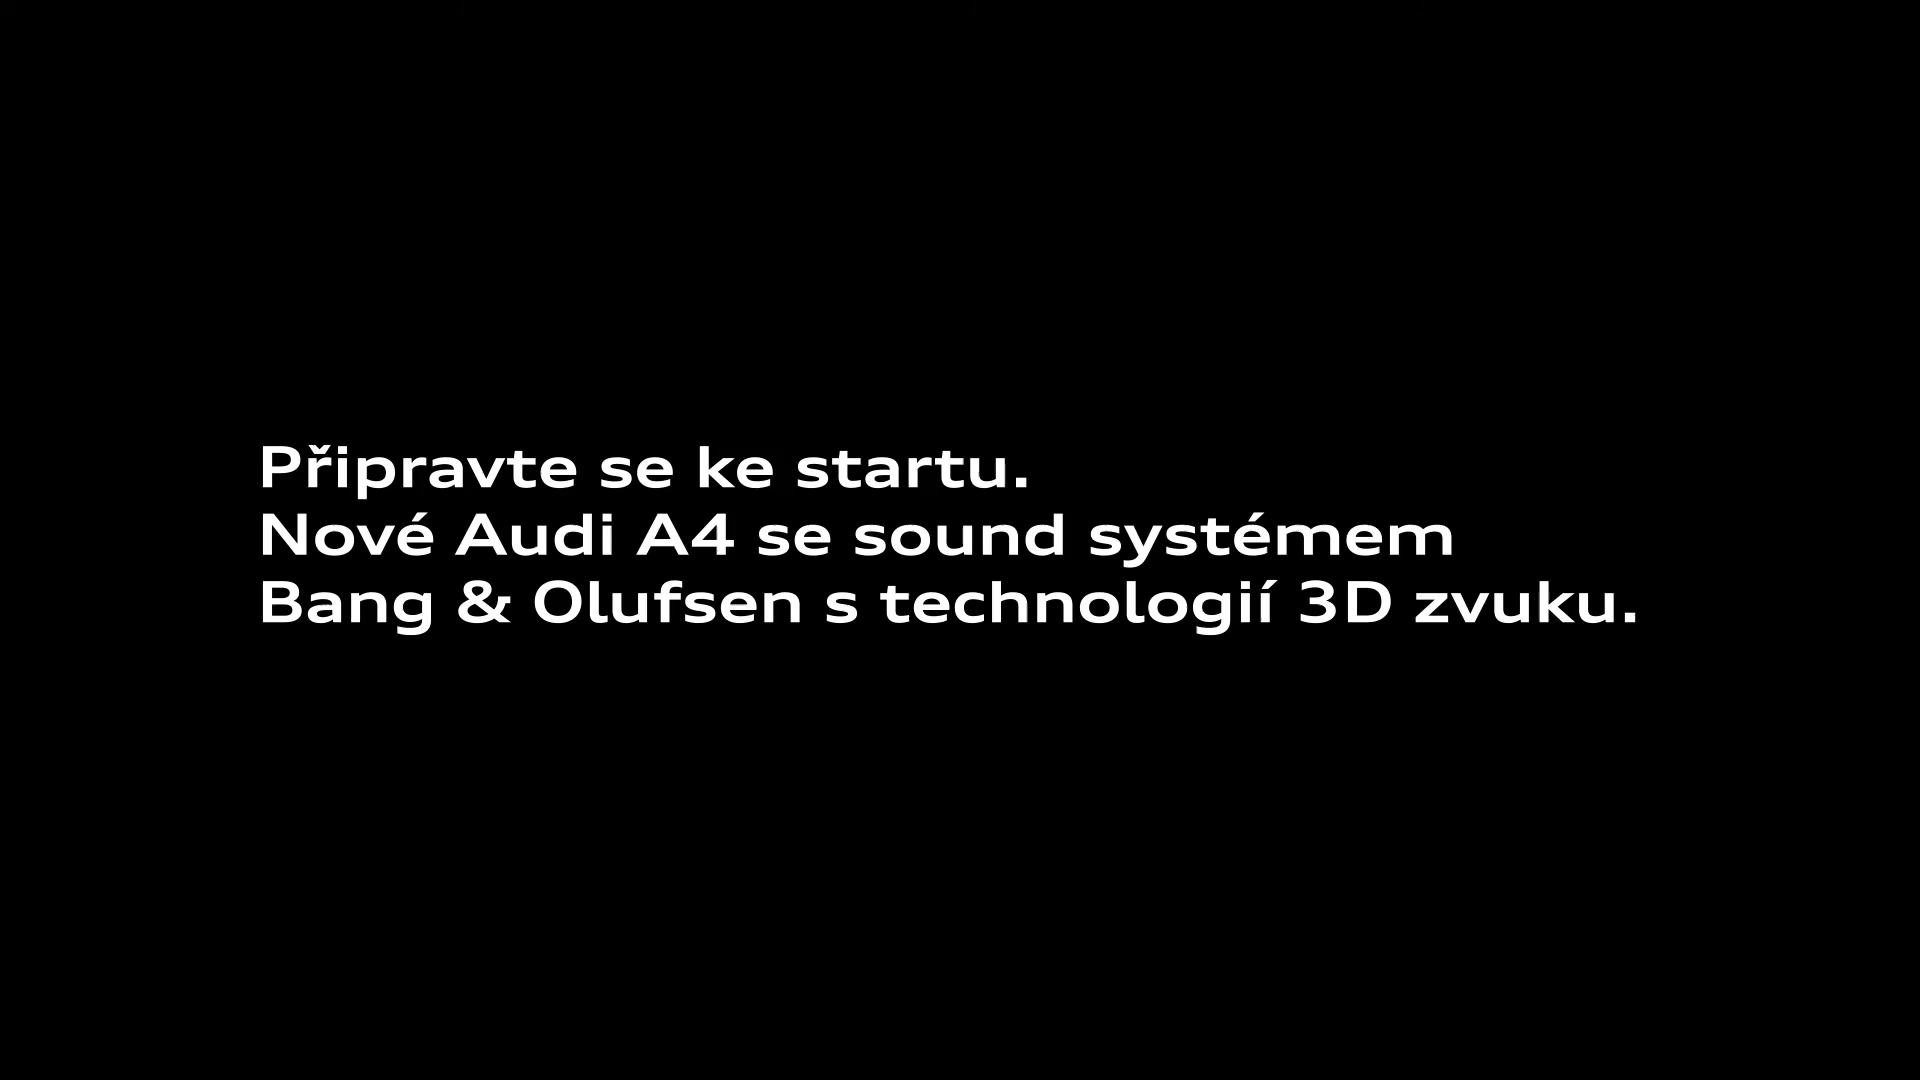 Připravte se ke startu.
Nové Audi A4 se sound systémem
Bang & Olufsen s technologií 3D zvuku.